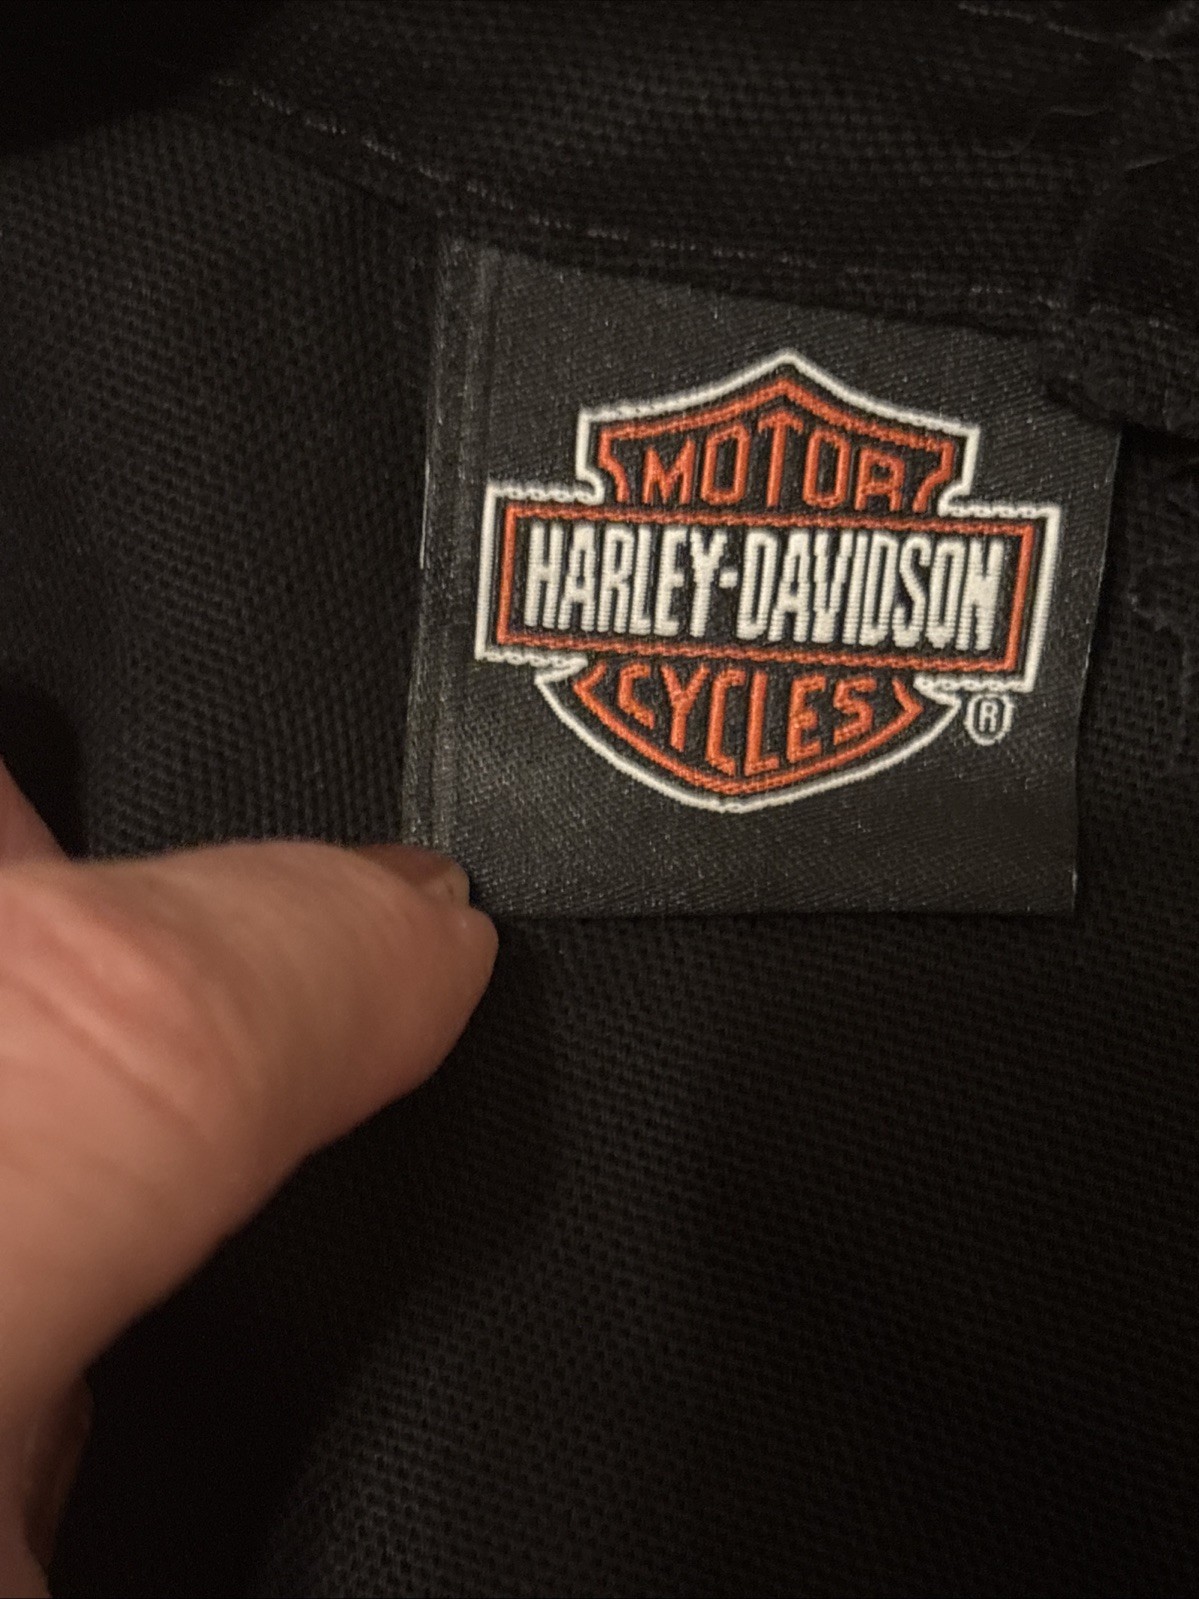 MOTOR
HARLEY-DAVIDSON
CYCLES
®